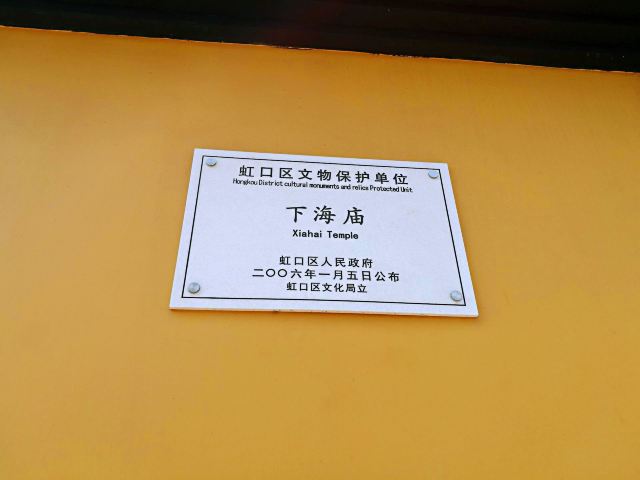 虹口区文物保护单位
Hongkou District cultural monuments and relics Protected Unit
下海庙
Xiahai Temple
虹口区人民政府
二〇〇六年一月五日公布
虹口区文化局立